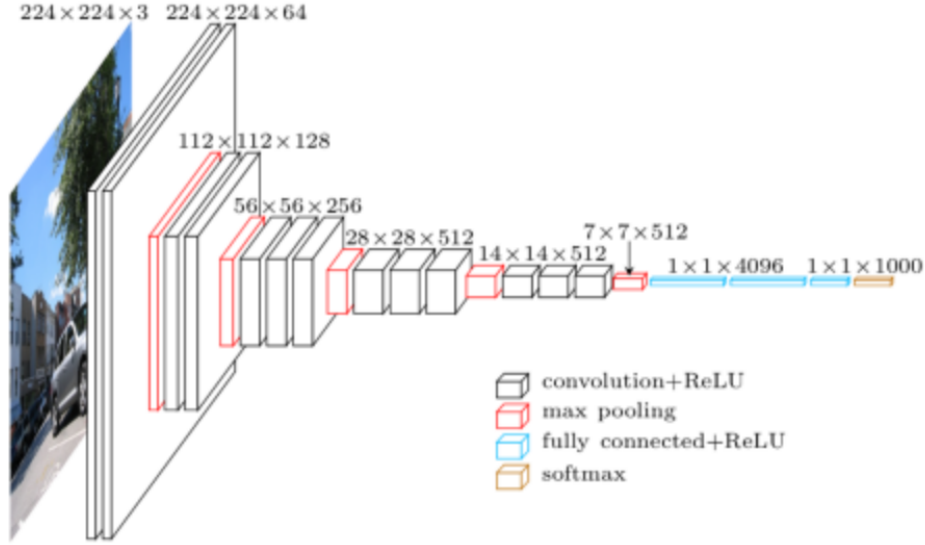 224×224×3
224×224×64
112×112×128
56×56×256
28×28×512
14×14×512
7×7×512
1×1×4096
1×1×1000
convolution+ReLU
max pooling
fully connected+ReLU
softmax